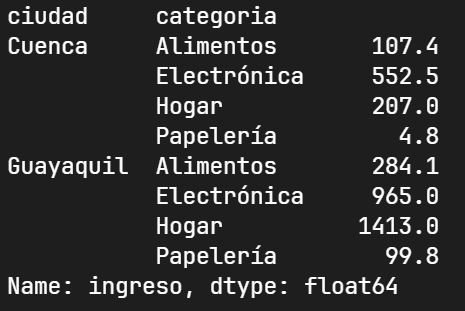 ciudad     categoria
Cuenca     Alimentos       107.4
           Electrónica     552.5
           Hogar           207.0
           Papelería         4.8
Guayaquil  Alimentos       284.1
           Electrónica     965.0
           Hogar          1413.0
           Papelería        99.8
Name: ingreso, dtype: float64